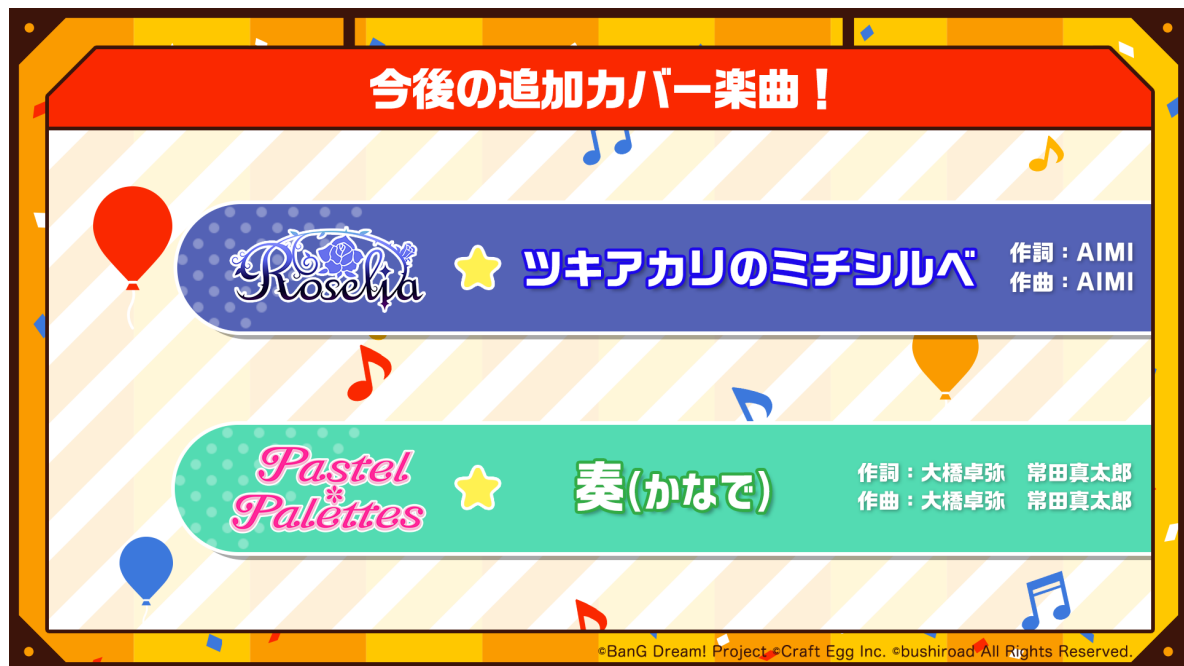 今後の追加カバー楽曲！
Roselia
ツキアカリのミチシルベ
作詞：AIMI
作曲：AIMI
Pastel
Palettes
奏(かなで)
作詞：大橋卓弥　常田真太郎
作曲：大橋卓弥　常田真太郎
©BanG Dream! Project ©Craft Egg Inc. ©bushiroad All Rights Reserved.